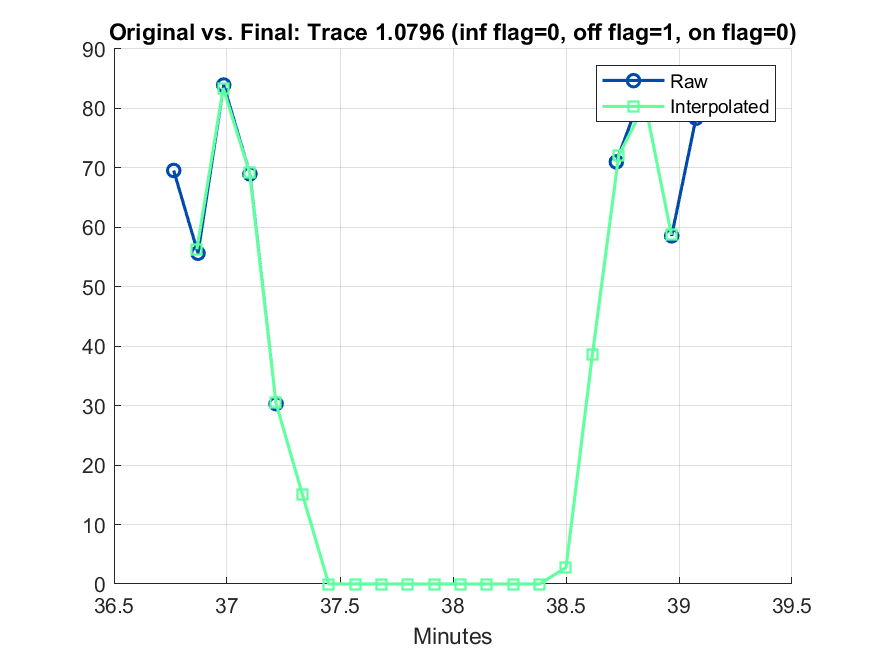 Original vs. Final: Trace 1.0796 (inf flag=0, off flag=1, on flag=0)
90
80
70
60
50
40
30
20
10
0
Raw
Interpolated
36.5 37 37.5 38 38.5 39 39.5
Minutes